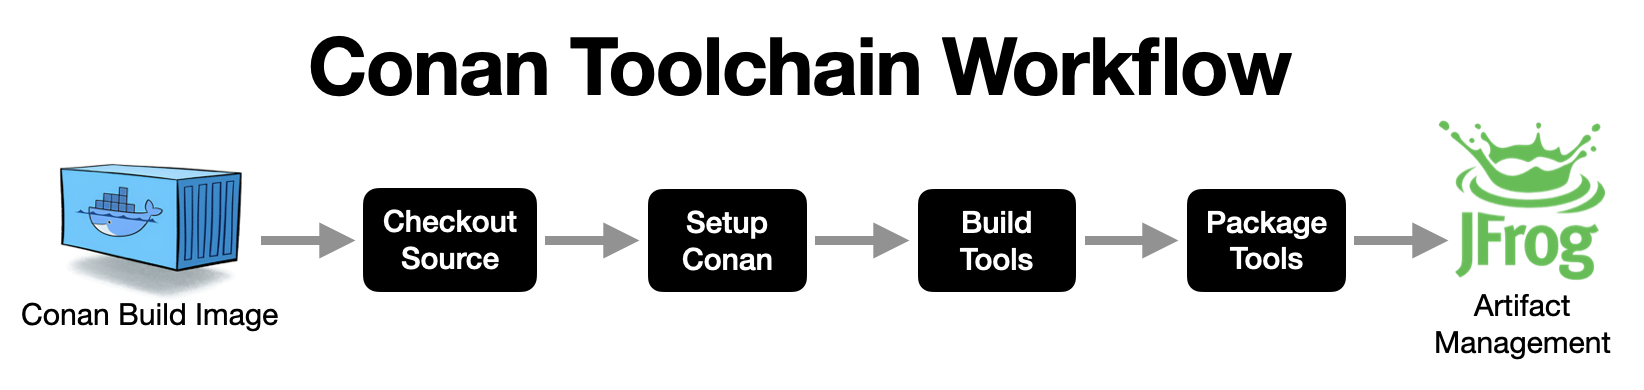 Conan Toolchain Workflow
Conan Build Image
Checkout
Source
Setup
Conan
Build
Tools
Package
Tools
JFrog
Artifact
Management